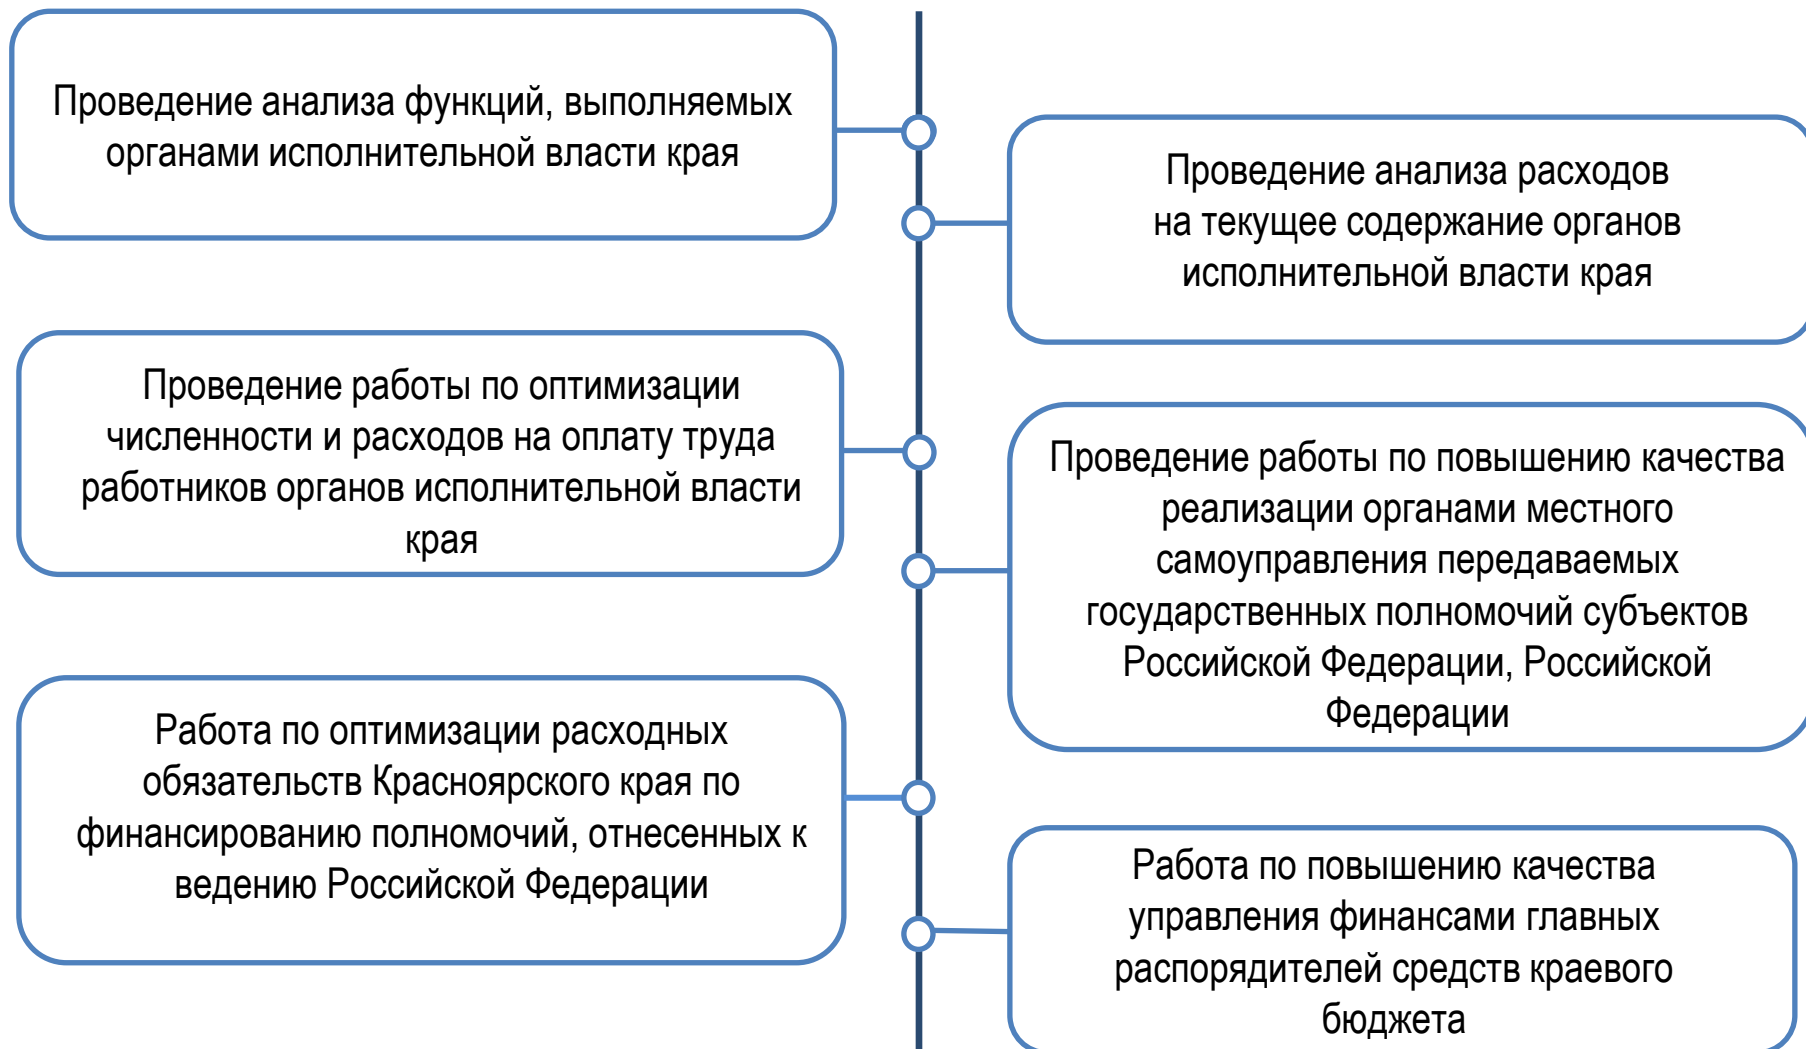 Проведение анализа функций, выполняемых
органами исполнительной власти края
Проведение анализа расходов
на текущее содержание органов
исполнительной власти края
Проведение работы по оптимизации
численности и расходов на оплату труда
работников органов исполнительной власти
края
Проведение работы по повышению качества
реализации органами местного
самоуправления передаваемых
государственных полномочий субъектов
Российской Федерации, Российской
Федерации
Работа по оптимизации расходных
обязательств Красноярского края по
финансированию полномочий, отнесенных к
ведению Российской Федерации
Работа по повышению качества
управления финансами главных
распорядителей средств краевого
бюджета